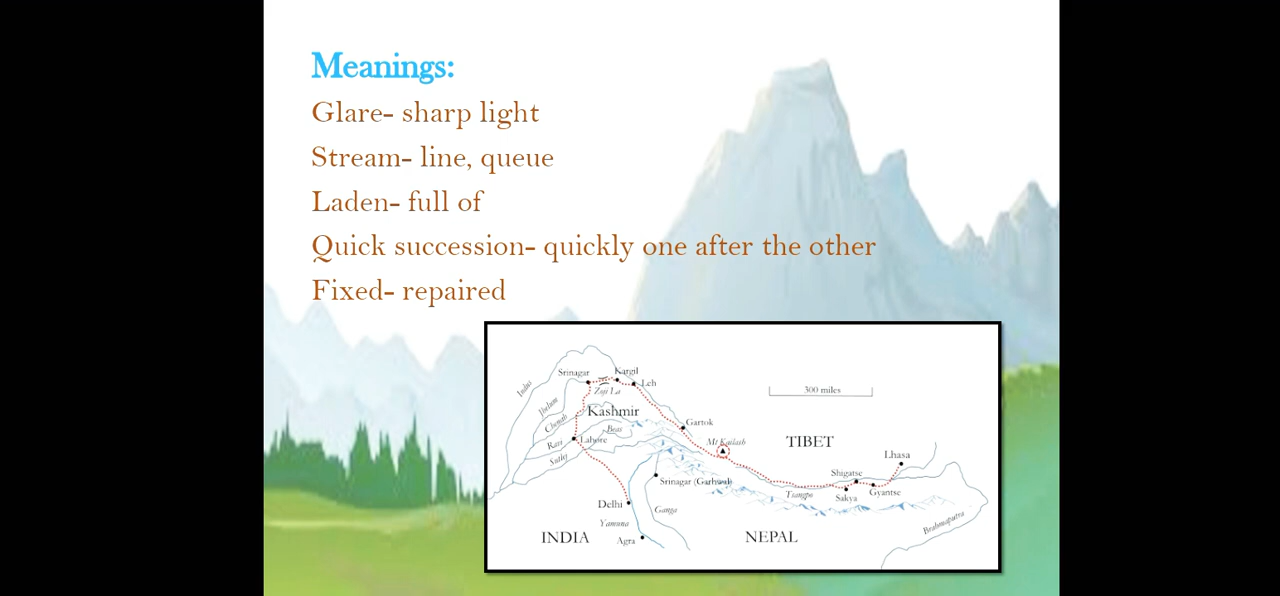 Meanings:
Glare- sharp light
Stream- line, queue
Laden- full of
Quick succession- quickly one after the other
Fixed- repaired
Srinagar
Kargil
Leh
Zoji La
Indus
Jhelum
Chenab
Kashmir
300 miles
Ravi
Lahore
Beas
Sutlej
Gartok
Mt Kailash
TIBET
Lhasa
Shigatse
Srinagar (Garhwal)
Tsangpo
Sakya
Gyantse
Delhi
Ganga
Yamuna
Brahmaputra
INDIA
Agra
NEPAL